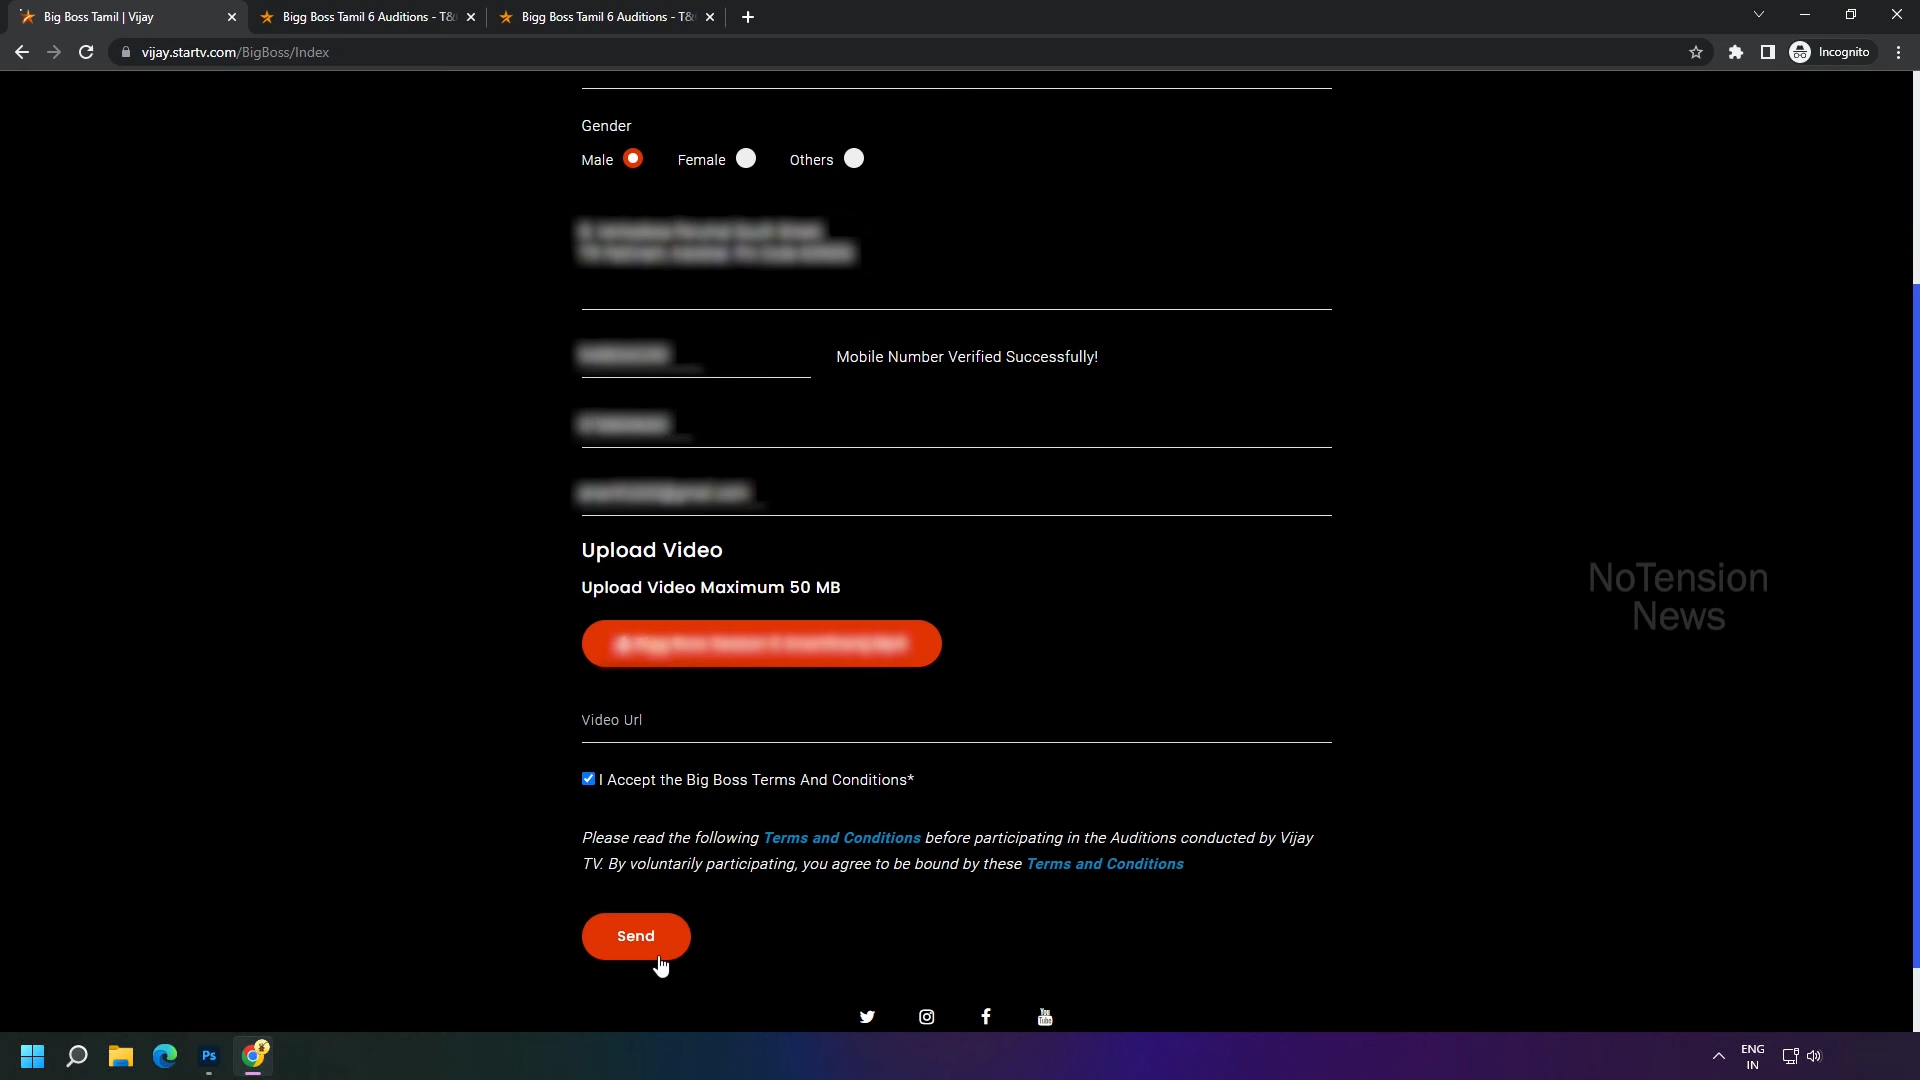 Big Boss Tamil | Vijay
Bigg Boss Tamil 6 Auditions - T&
Bigg Boss Tamil 6 Auditions - T&
vijay.startv.com/BigBoss/Index
Incognito
Gender
Male
Female
Others
Mobile Number Verified Successfully!
Upload Video
Upload Video Maximum 50 MB
NoTension
News
Video Url
I Accept the Big Boss Terms And Conditions*
Please read the following Terms and Conditions before participating in the Auditions conducted by Vijay
TV. By voluntarily participating, you agree to be bound by these Terms and Conditions
Send
You
Tube
Ps
ENG
IN